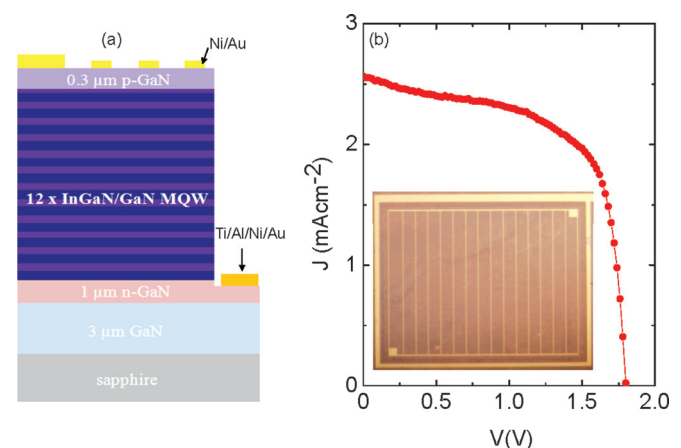 (a)
Ni/Au
0.3 µm p-GaN
12 x InGaN/GaN MQW
Ti/Al/Ni/Au
1 µm n-GaN
3 µm GaN
sapphire
(b)
J (mAcm-2)
3
2
1
0
0
0.5
1.0
1.5
2.0
V(V)